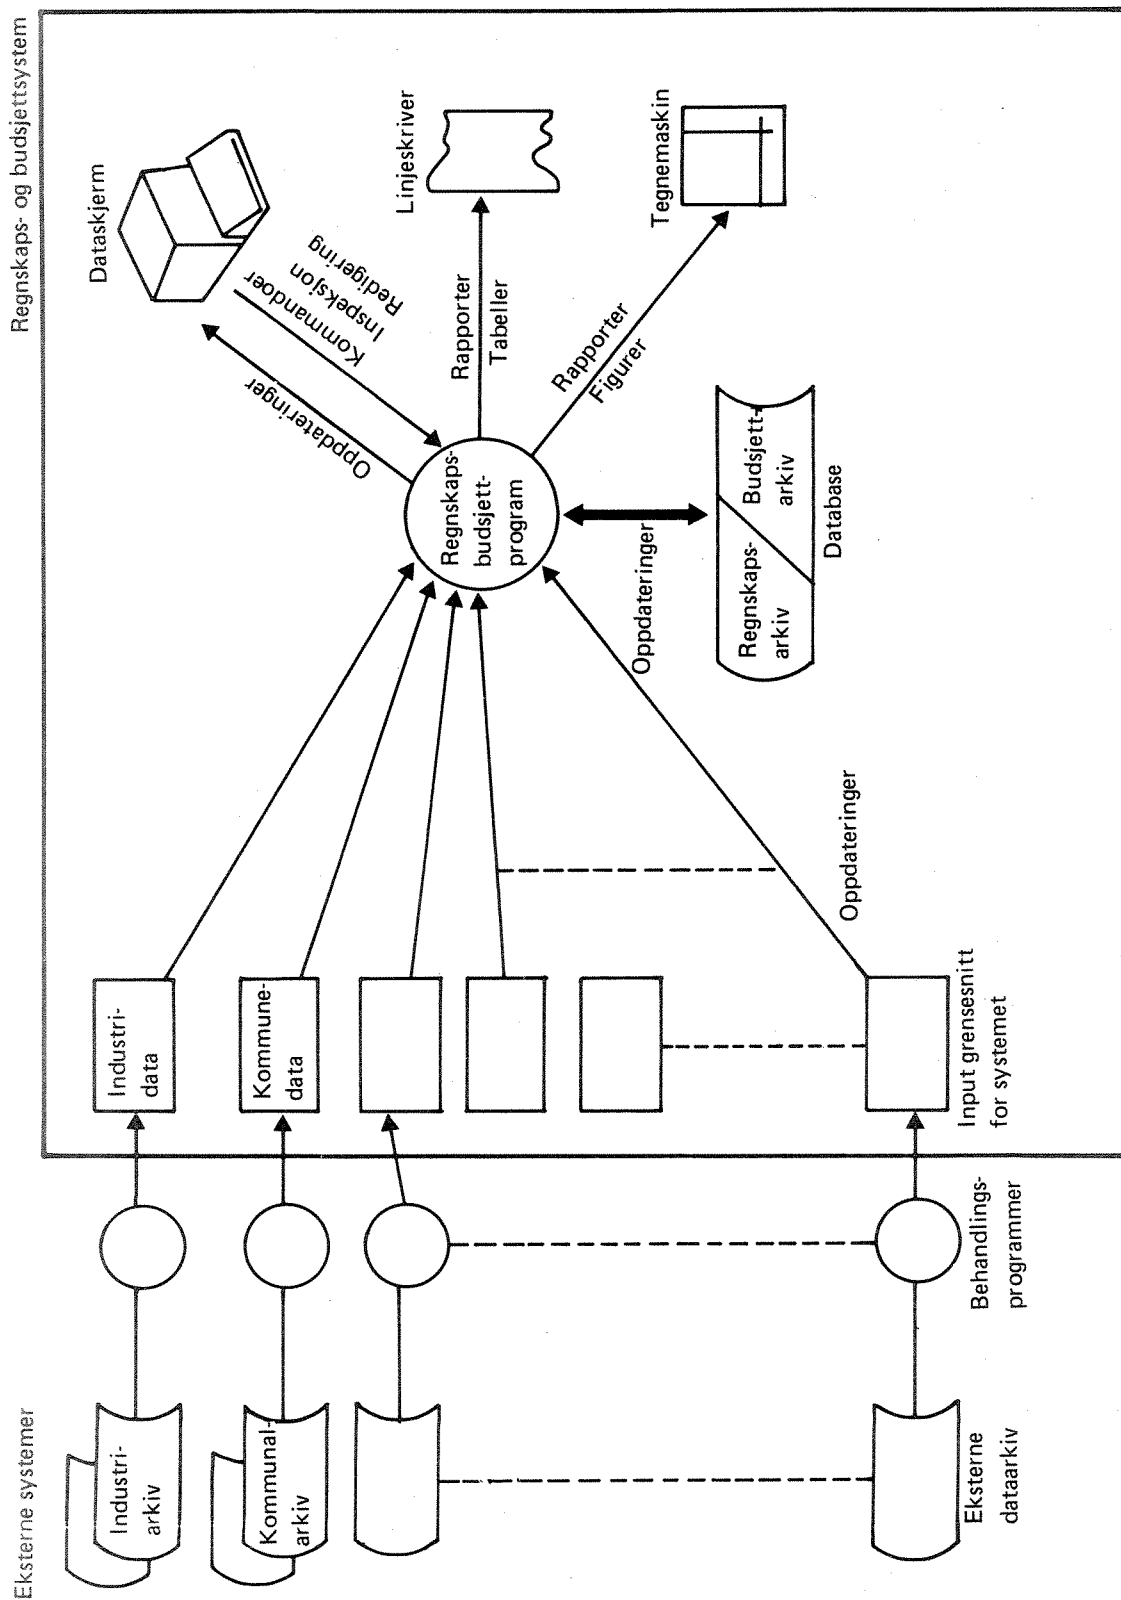 Eksterne systemer
Regnskaps- og budsjettsystem
Industri-
arkiv
Kommunal-
arkiv
Eksterne
dataarkiv
Behandlings-
programmer
Industri-
data
Kommune-
data
Input grensesnitt
for systemet
Oppdateringer
Oppdateringer
Regnskaps-
budsjett-
program
Oppdateringer
Kommandoer
Inspeksjon
Redigering
Dataskjerm
Rapporter
Tabeller
Linjeskriver
Rapporter
Figurer
Tegnemaskin
Regnskaps-
arkiv
Budsjett-
arkiv
Database